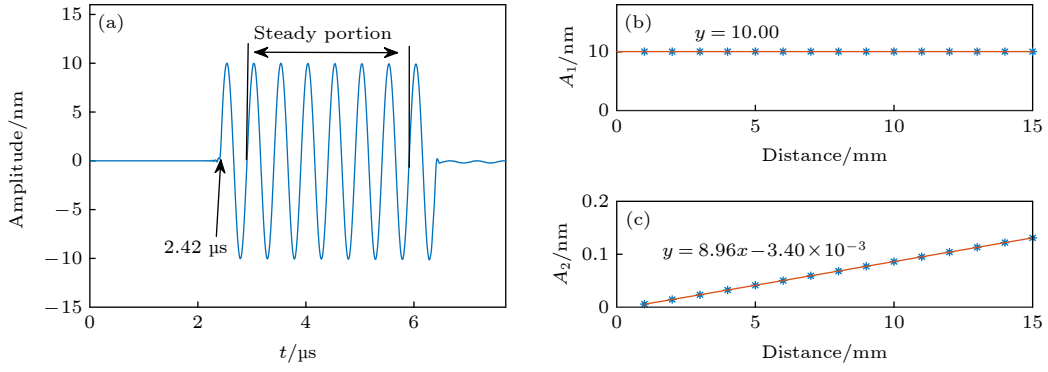 (a)
Steady portion
2.42 µs
15
10
5
0
−5
−10
−15
0
2
4
6
Amplitude/nm
t/µs
(b)
y = 10.00
10
0
0
5
10
15
A₁/nm
Distance/mm
(c)
y = 8.96x−3.40×10⁻³
0.2
0.1
0
0
5
10
15
A₂/nm
Distance/mm